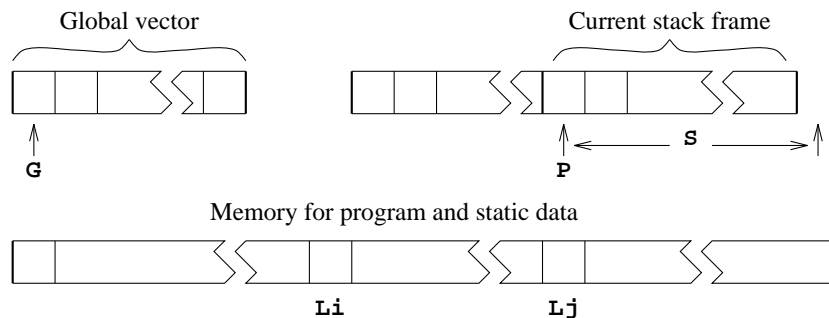 Global vector
Current stack frame
S
G
P
Memory for program and static data
Li
Lj